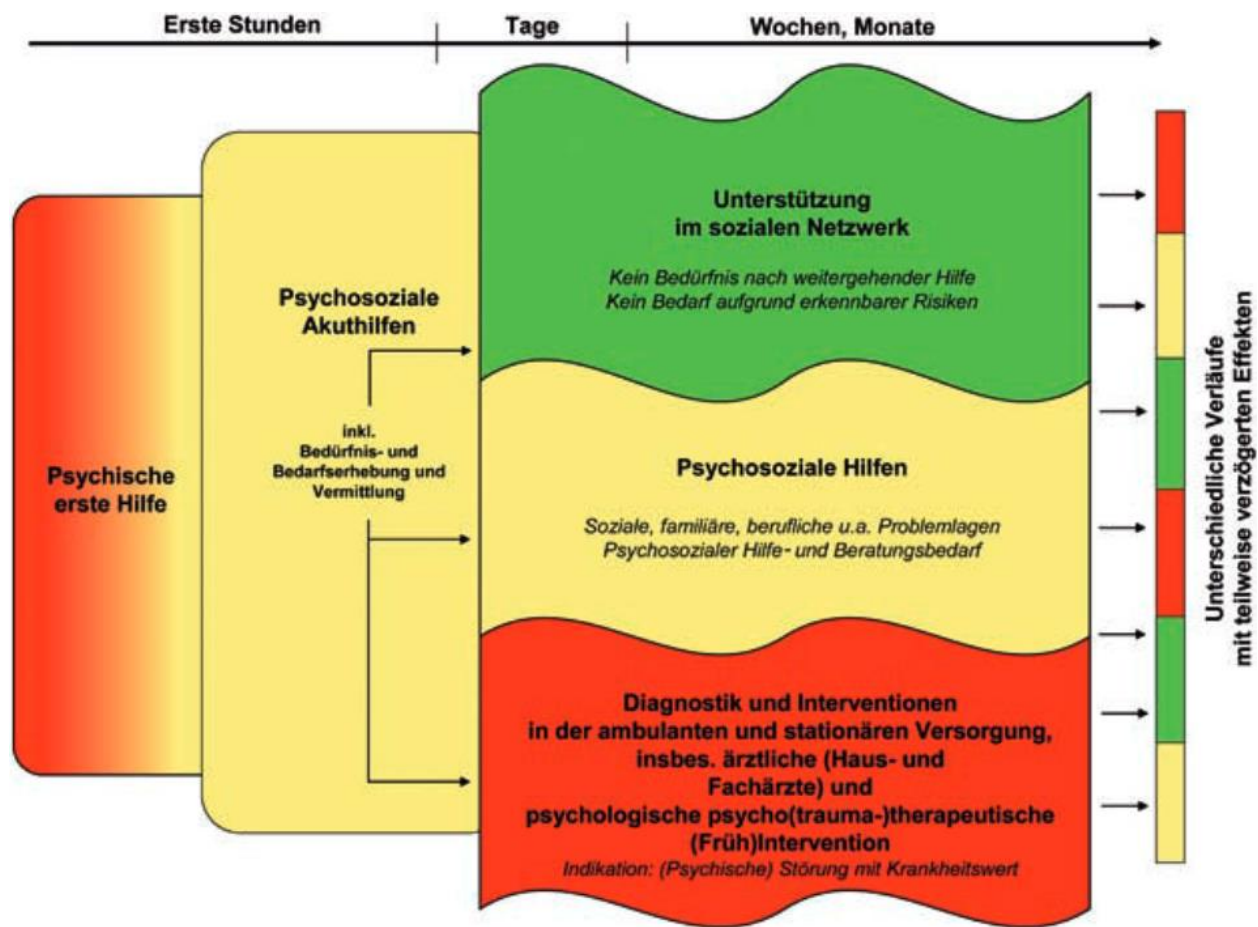 Erste Stunden
Tage
Wochen, Monate
Psychische
erste Hilfe
Psychosoziale
Akuthilfen
inkl.
Bedürfnis- und
Bedarfserhebung und
Vermittlung
Unterstützung
im sozialen Netzwerk
Kein Bedürfnis nach weitergehender Hilfe
Kein Bedarf aufgrund erkennbarer Risiken
Psychosoziale Hilfen
Soziale, familiäre, berufliche u.a. Problemlagen
Psychosozialer Hilfe- und Beratungsbedarf
Diagnostik und Interventionen
in der ambulanten und stationären Versorgung,
insbes. ärztliche (Haus- und
Fachärzte) und
psychologische psycho(trauma-)therapeutische
(Früh)Intervention
Indikation: (Psychische) Störung mit Krankheitswert
Unterschiedliche Verläufe
mit teilweise verzögerten Effekten